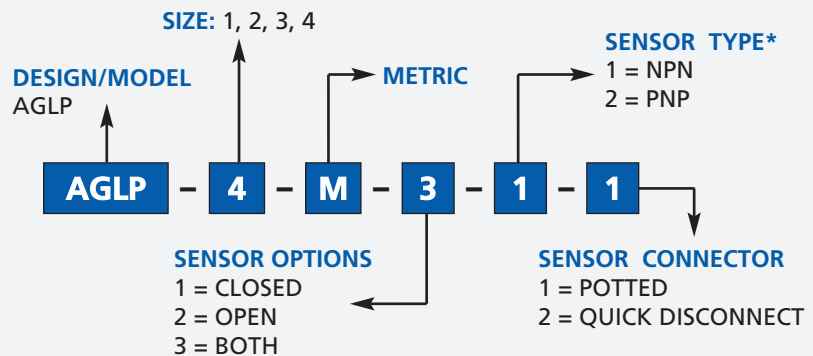 SIZE: 1, 2, 3, 4
DESIGN/MODEL
AGLP
METRIC
SENSOR TYPE*
1 = NPN
2 = PNP
AGLP - 4 - M - 3 - 1 - 1
SENSOR OPTIONS
1 = CLOSED
2 = OPEN
3 = BOTH
SENSOR CONNECTOR
1 = POTTED
2 = QUICK DISCONNECT